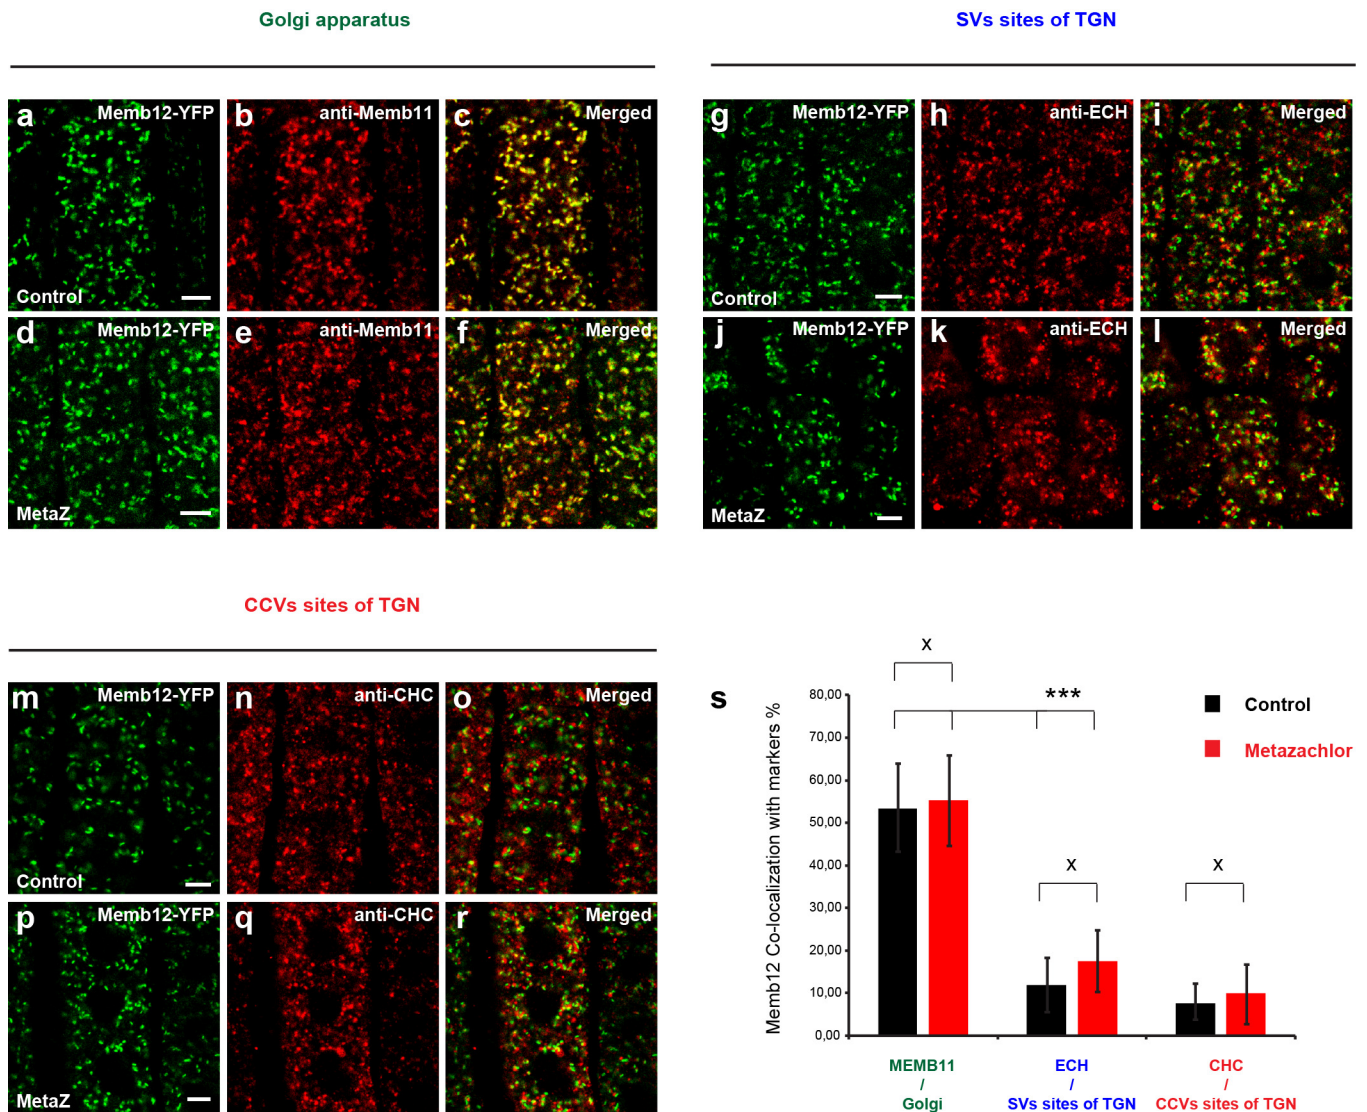 Golgi apparatus
SVs sites of TGN
a Memb12-YFP
Control
b anti-Memb11
c Merged
g Memb12-YFP
Control
h anti-ECH
i Merged
d Memb12-YFP
MetaZ
e anti-Memb11
f Merged
j Memb12-YFP
MetaZ
k anti-ECH
l Merged
CCVs sites of TGN
m Memb12-YFP
Control
n anti-CHC
o Merged
p Memb12-YFP
MetaZ
q anti-CHC
r Merged
s
Memb12 Co-localization with markers %
80,00
70,00
60,00
50,00
40,00
30,00
20,00
10,00
0,00
x
***
x
x
Control
Metazachlor
MEMB11
/
Golgi
ECH
/
SVs sites of TGN
CHC
/
CCVs sites of TGN